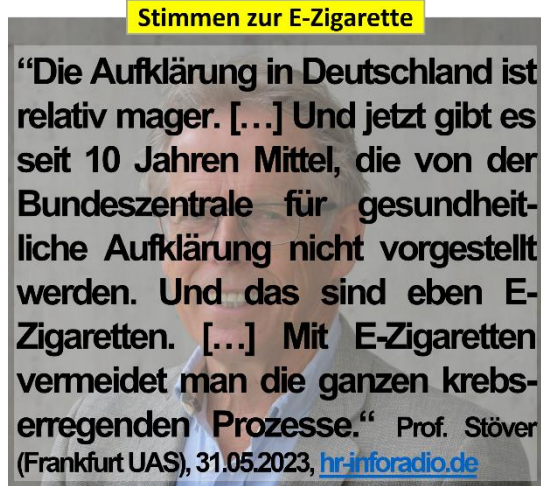 Stimmen zur E-Zigarette
“Die Aufklärung in Deutschland ist
relativ mager. […] Und jetzt gibt es
seit 10 Jahren Mittel, die von der
Bundeszentrale für gesundheit-
liche Aufklärung nicht vorgestellt
werden. Und das sind eben E-
Zigaretten. […] Mit E-Zigaretten
vermeidet man die ganzen krebs-
erregenden Prozesse.“ Prof. Stöver
(Frankfurt UAS), 31.05.2023, hr-inforadio.de